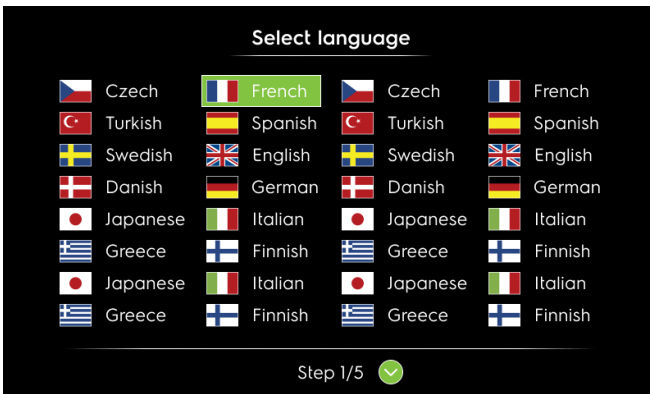 Select language
Czech French Czech French
Turkish Spanish Turkish Spanish
Swedish English Swedish English
Danish German Danish German
Japanese Italian Japanese Italian
Greece Finnish Greece Finnish
Japanese Italian Japanese Italian
Greece Finnish Greece Finnish
Step 1/5